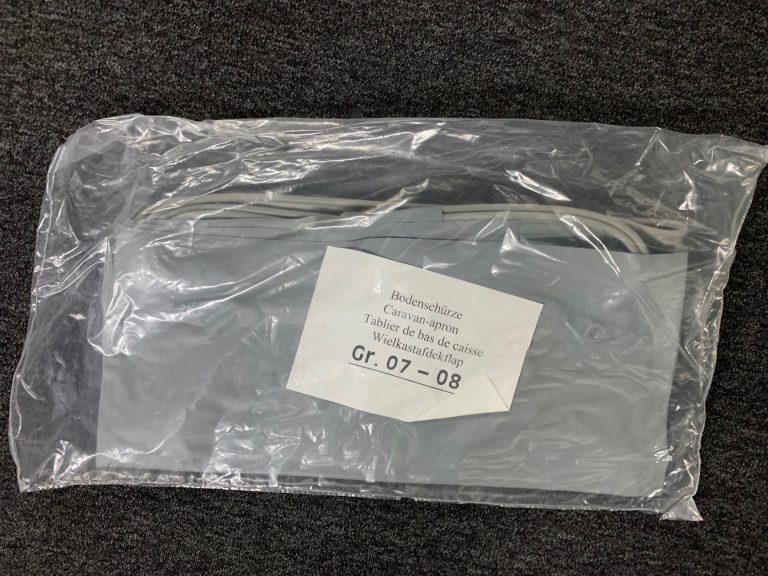 Bodenschürze
Caravan-apron
Tablier de bas de caisse
Wielkastafdekflap
Gr. 07 – 08